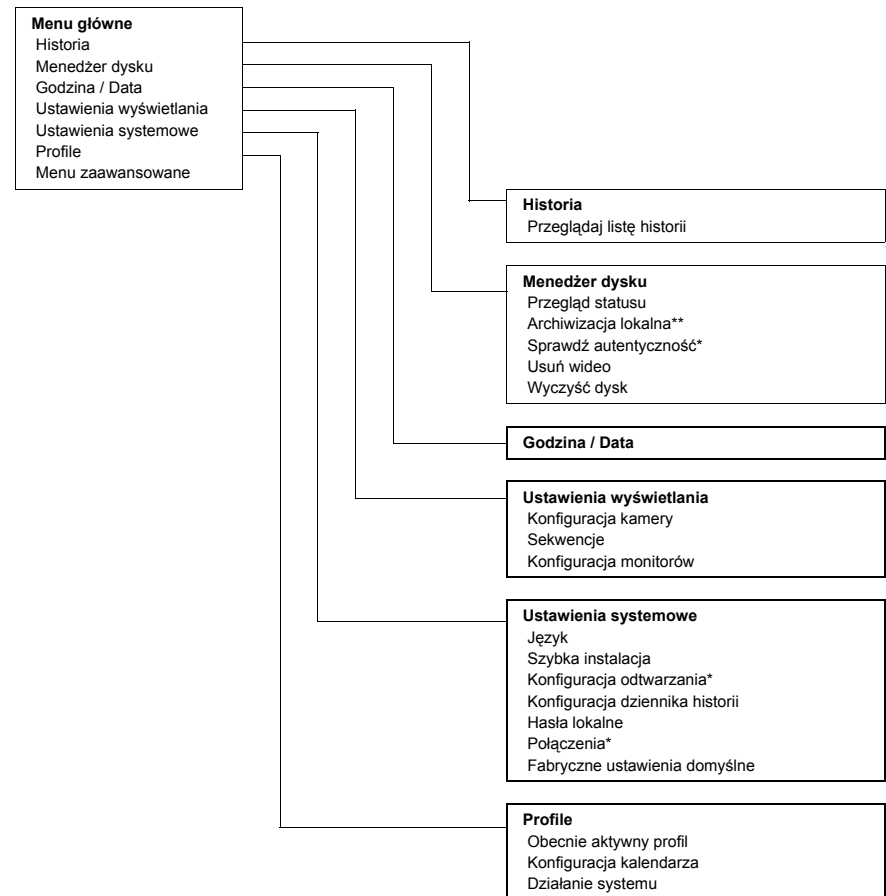 Menu główne
Historia
Menedżer dysku
Godzina / Data
Ustawienia wyświetlania
Ustawienia systemowe
Profile
Menu zaawansowane
Historia
Przeglądaj listę historii
Menedżer dysku
Przegląd statusu
Archiwizacja lokalna**
Sprawdź autentyczność*
Usuń wideo
Wyczyść dysk
Godzina / Data
Ustawienia wyświetlania
Konfiguracja kamery
Sekwencje
Konfiguracja monitorów
Ustawienia systemowe
Język
Szybka instalacja
Konfiguracja odtwarzania*
Konfiguracja dziennika historii
Hasła lokalne
Połączenia*
Fabryczne ustawienia domyślne
Profile
Obecnie aktywny profil
Konfiguracja kalendarza
Działanie systemu